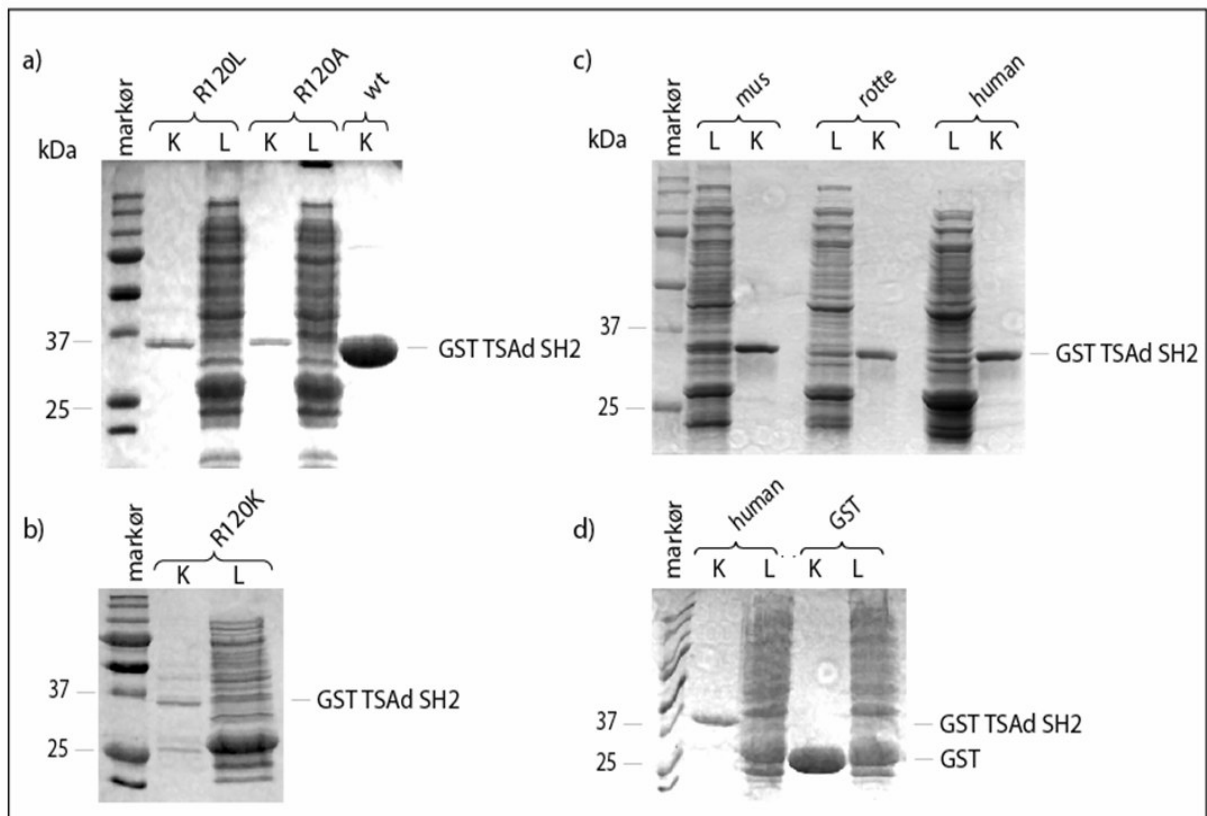 a)
R120L R120A wt
markør K L K L K
kDa
37
GST TSAd SH2
25
b)
R120K
markør K L
37
GST TSAd SH2
25
c)
mus rotte human
markør L K L K L K
kDa
37
GST TSAd SH2
25
d)
human GST
markør K L K L
37
GST TSAd SH2
25
GST